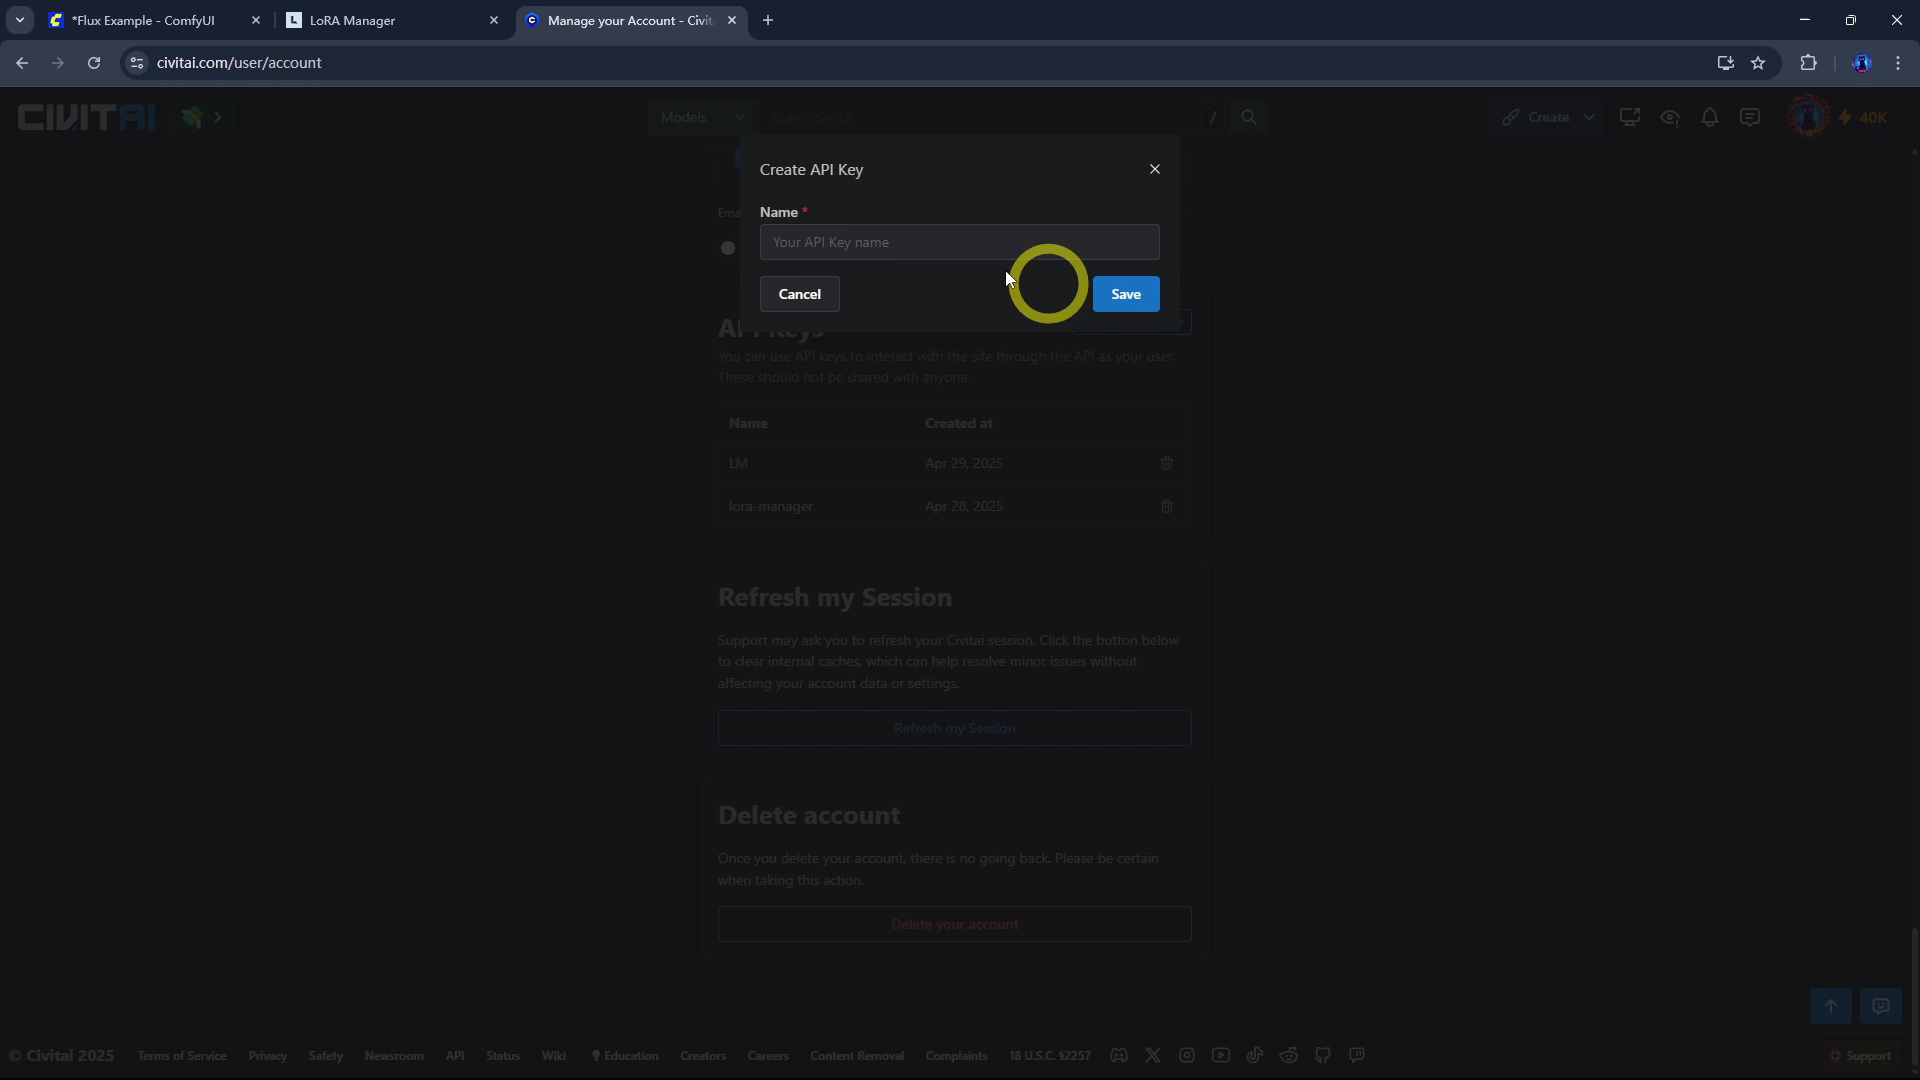 *Flux Example - ComfyUI
LoRA Manager
Manage your Account - Civit
civitai.com/user/account
CIVITAI
Models
Search Civitai
/
Create
40K
Create API Key
Name *
Your API Key name
Cancel
Save
Ema
API Keys
You can use API keys to interact with the site through the API as your user.
These should not be shared with anyone.
Name Created at
LM Apr 29, 2025
lora-manager Apr 28, 2025
Refresh my Session
Support may ask you to refresh your Civitai session. Click the button below
to clear internal caches, which can help resolve minor issues without
affecting your account data or settings.
Refresh my Session
Delete account
Once you delete your account, there is no going back. Please be certain
when taking this action.
Delete your account
© Civitai 2025 Terms of Service Privacy Safety Newsroom API Status Wiki Education Creators Careers Content Removal Complaints 18 U.S.C. §2257 Support